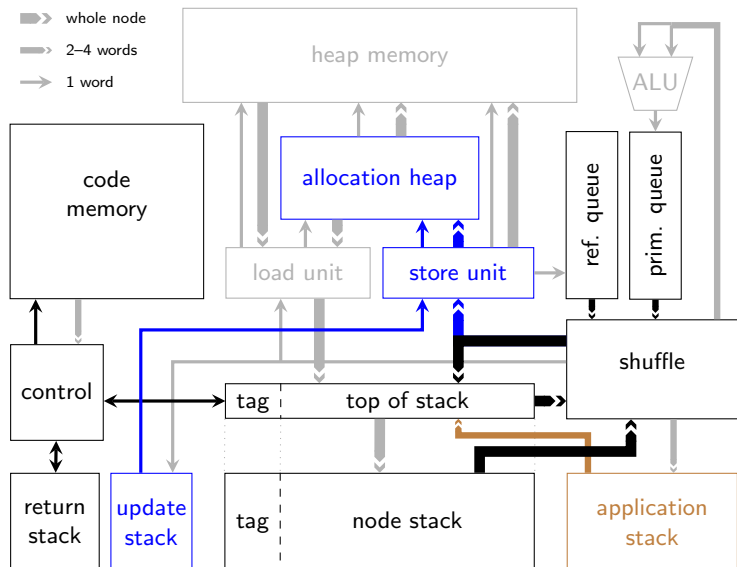 whole node
2–4 words
1 word
heap memory
ALU
code
memory
allocation heap
ref. queue
prim. queue
load unit
store unit
control
shuffle
tag
top of stack
return
stack
update
stack
tag
node stack
application
stack